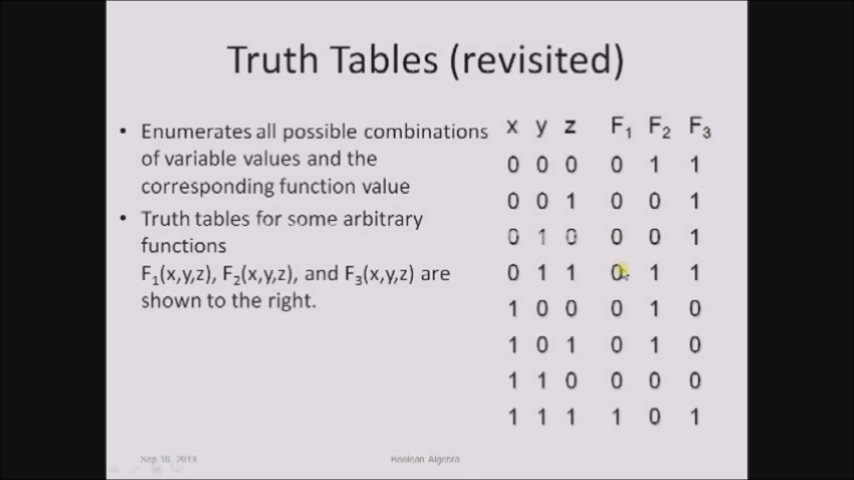 Truth Tables (revisited)
• Enumerates all possible combinations
of variable values and the
corresponding function value
• Truth tables for some arbitrary
functions
F₁(x,y,z), F₂(x,y,z), and F₃(x,y,z) are
shown to the right.
x y z F₁ F₂ F₃
0 0 0 0 1 1
0 0 1 0 0 1
0 1 0 0 0 1
0 1 1 0 1 1
1 0 0 0 1 0
1 0 1 0 1 0
1 1 0 0 0 0
1 1 1 1 0 1
Sep 10, 2013 Boolean Algebra